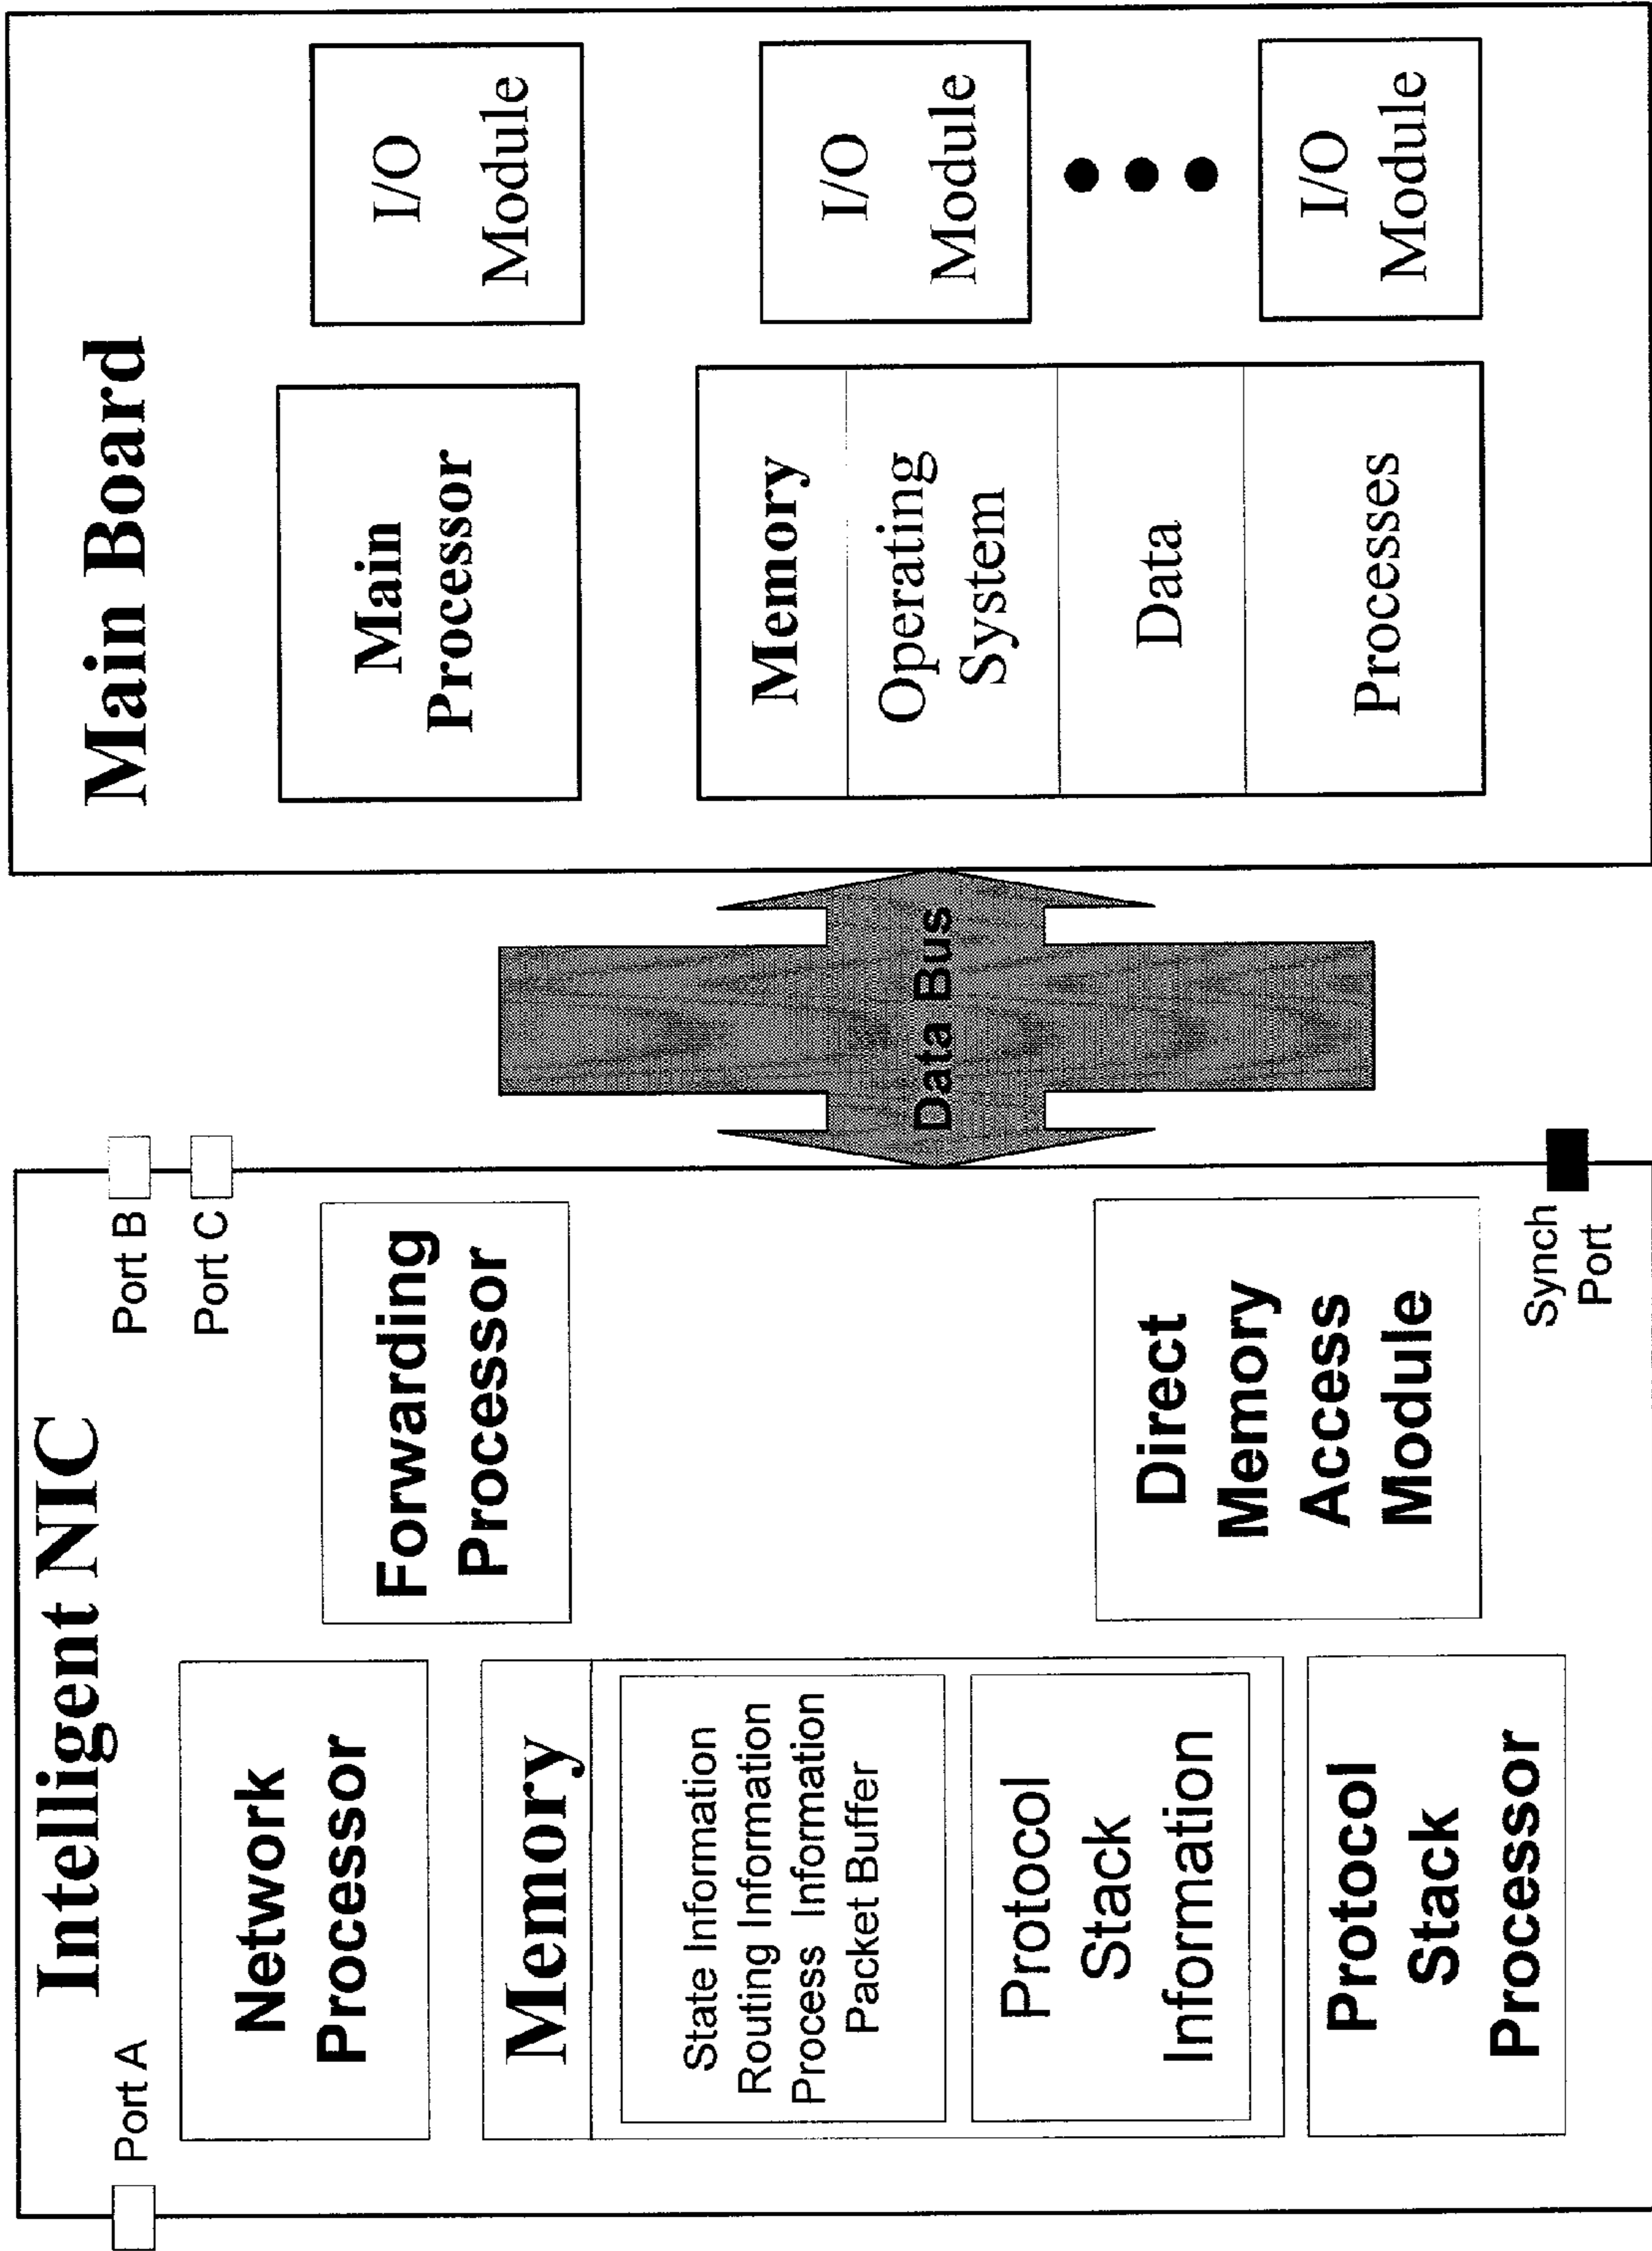 Intelligent NIC
Port A
Port B
Port C
Network
Processor
Forwarding
Processor
Memory
State Information
Routing Information
Process Information
Packet Buffer
Protocol
Stack
Information
Protocol
Stack
Processor
Direct
Memory
Access
Module
Synch
Port
Data Bus
Main Board
Main
Processor
I/O
Module
Memory
Operating
System
Data
Processes
I/O
Module
I/O
Module